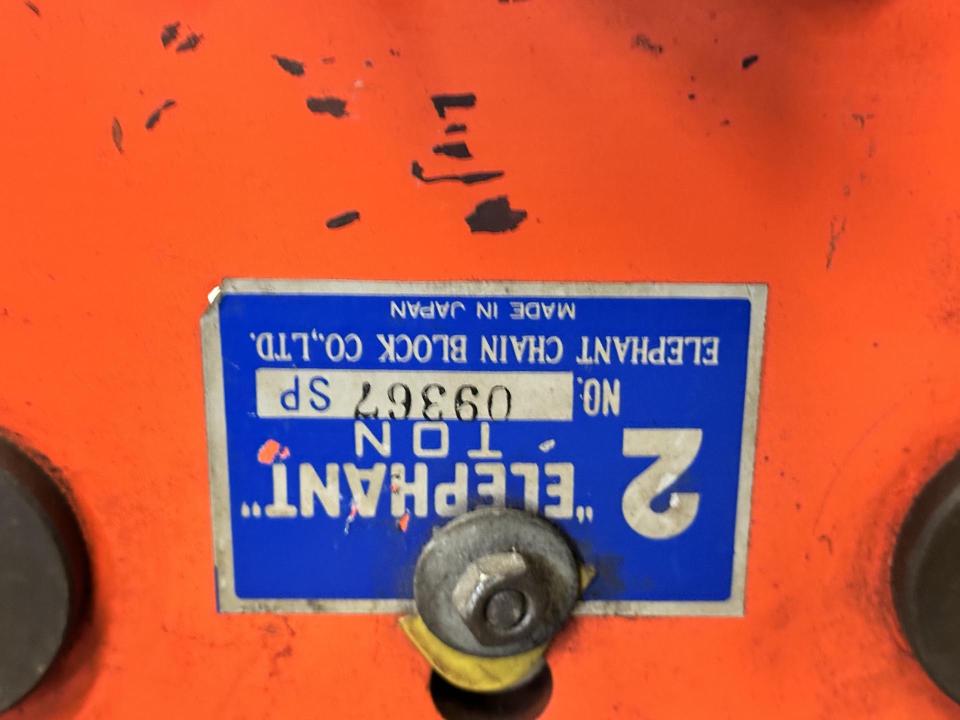 2 "ELEPHANT"
TON
NO. 09367 SP
ELEPHANT CHAIN BLOCK CO.,LTD.
MADE IN JAPAN